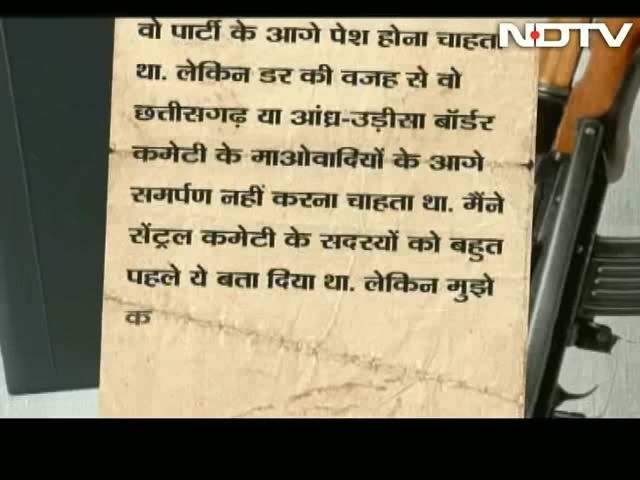 NDTV
वो पार्टी के आगे पेश होना चाहता
था. लेकिन डर की वजह से वो
छत्तीसगढ़ या आंध्र-उड़ीसा बॉर्डर
कमेटी के माओवादियों के आगे
समर्पण नहीं करना चाहता था. मैंने
सेंट्रल कमेटी के सदस्यों को बहुत
पहले ये बता दिया था. लेकिन मुझे
क